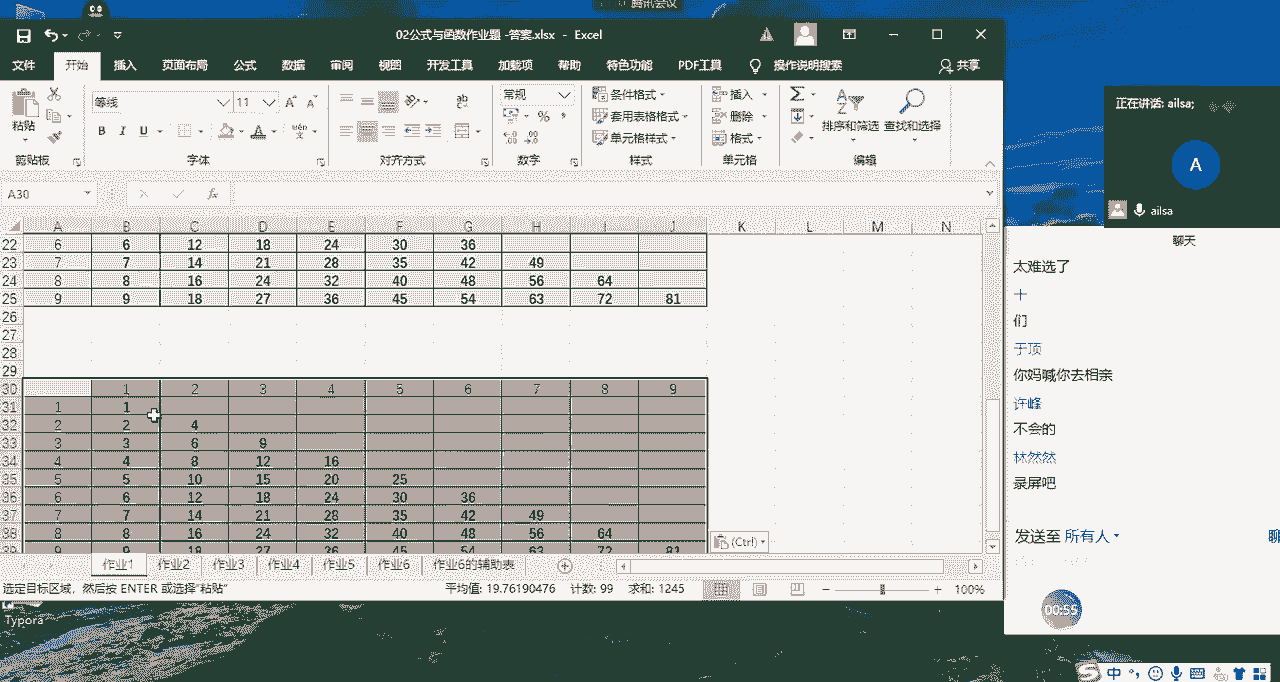 腾讯会议
02公式与函数作业题 -答案.xlsx - Excel
文件 开始 插入 页面布局 公式 数据 审阅 视图 开发工具 加载项 帮助 特色功能 PDF工具 操作说明搜索 共享
粘贴 等线 11 常规 条件格式 插入
套用表格格式 删除 排序和筛选 查找和选择
B I U A 单元格样式 格式
剪贴板 字体 对齐方式 数字 样式 单元格 编辑
A30 fx
A B C D E F G H I J K L M N
22 6 6 12 18 24 30 36
23 7 7 14 21 28 35 42 49
24 8 8 16 24 32 40 48 56 64
25 9 9 18 27 36 45 54 63 72 81
26
27
28
29
30 1 2 3 4 5 6 7 8 9
31 1 1
32 2 2 4
33 3 3 6 9
34 4 4 8 12 16
35 5 5 10 15 20 25
36 6 6 12 18 24 30 36
37 7 7 14 21 28 35 42 49
38 8 8 16 24 32 40 48 56 64
39 9 9 18 27 36 45 54 63 72 81
(Ctrl)
作业1 作业2 作业3 作业4 作业5 作业6 作业6的辅助表
选定目标区域，然后按 ENTER 或选择"粘贴" 平均值: 19.76190476 计数: 99 求和: 1245 100%
Typora
正在讲话: ailsa;
A
ailsa
聊天
太难选了
十
们
于顶
你妈喊你去相亲
许峰
不会的
林然然
录屏吧
发送至 所有人
00:55
中